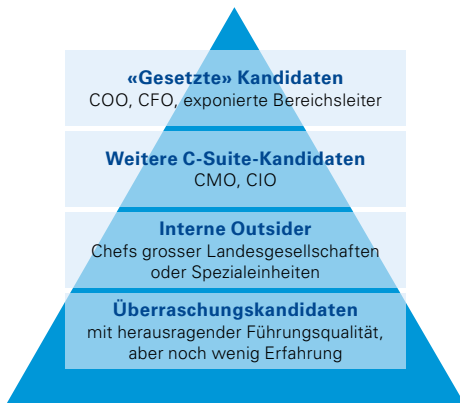 «Gesetzte» Kandidaten
COO, CFO, exponierte Bereichsleiter
Weitere C-Suite-Kandidaten
CMO, CIO
Interne Outsider
Chefs grosser Landesgesellschaften
oder Spezialeinheiten
Überraschungskandidaten
mit herausragender Führungsqualität,
aber noch wenig Erfahrung